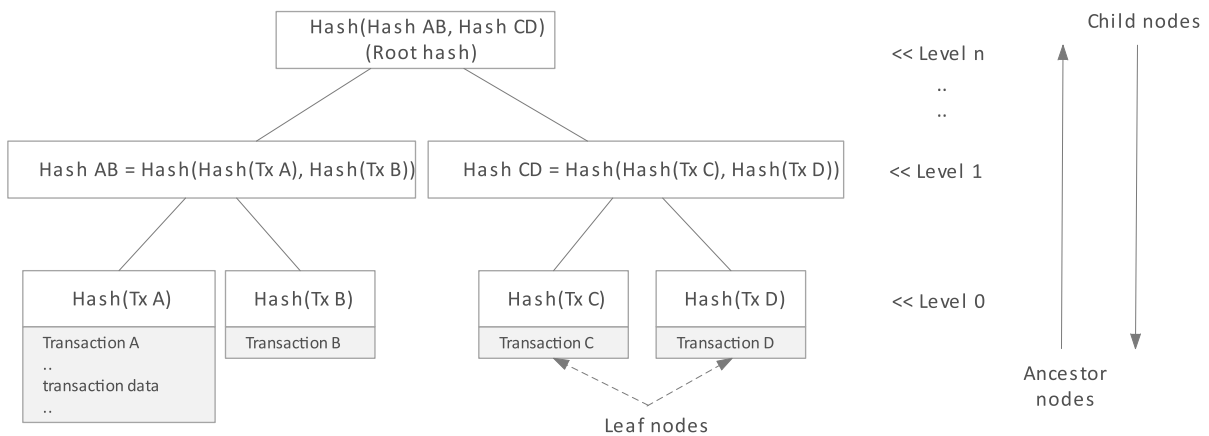 Child nodes
Hash(Hash AB, Hash CD)
(Root hash)
<< Level n
..
..
Hash AB = Hash(Hash(Tx A), Hash(Tx B))
Hash CD = Hash(Hash(Tx C), Hash(Tx D))
<< Level 1
Hash(Tx A)
Hash(Tx B)
Hash(Tx C)
Hash(Tx D)
<< Level 0
Transaction A
..
transaction data
..
Transaction B
Transaction C
Transaction D
Ancestor
nodes
Leaf nodes